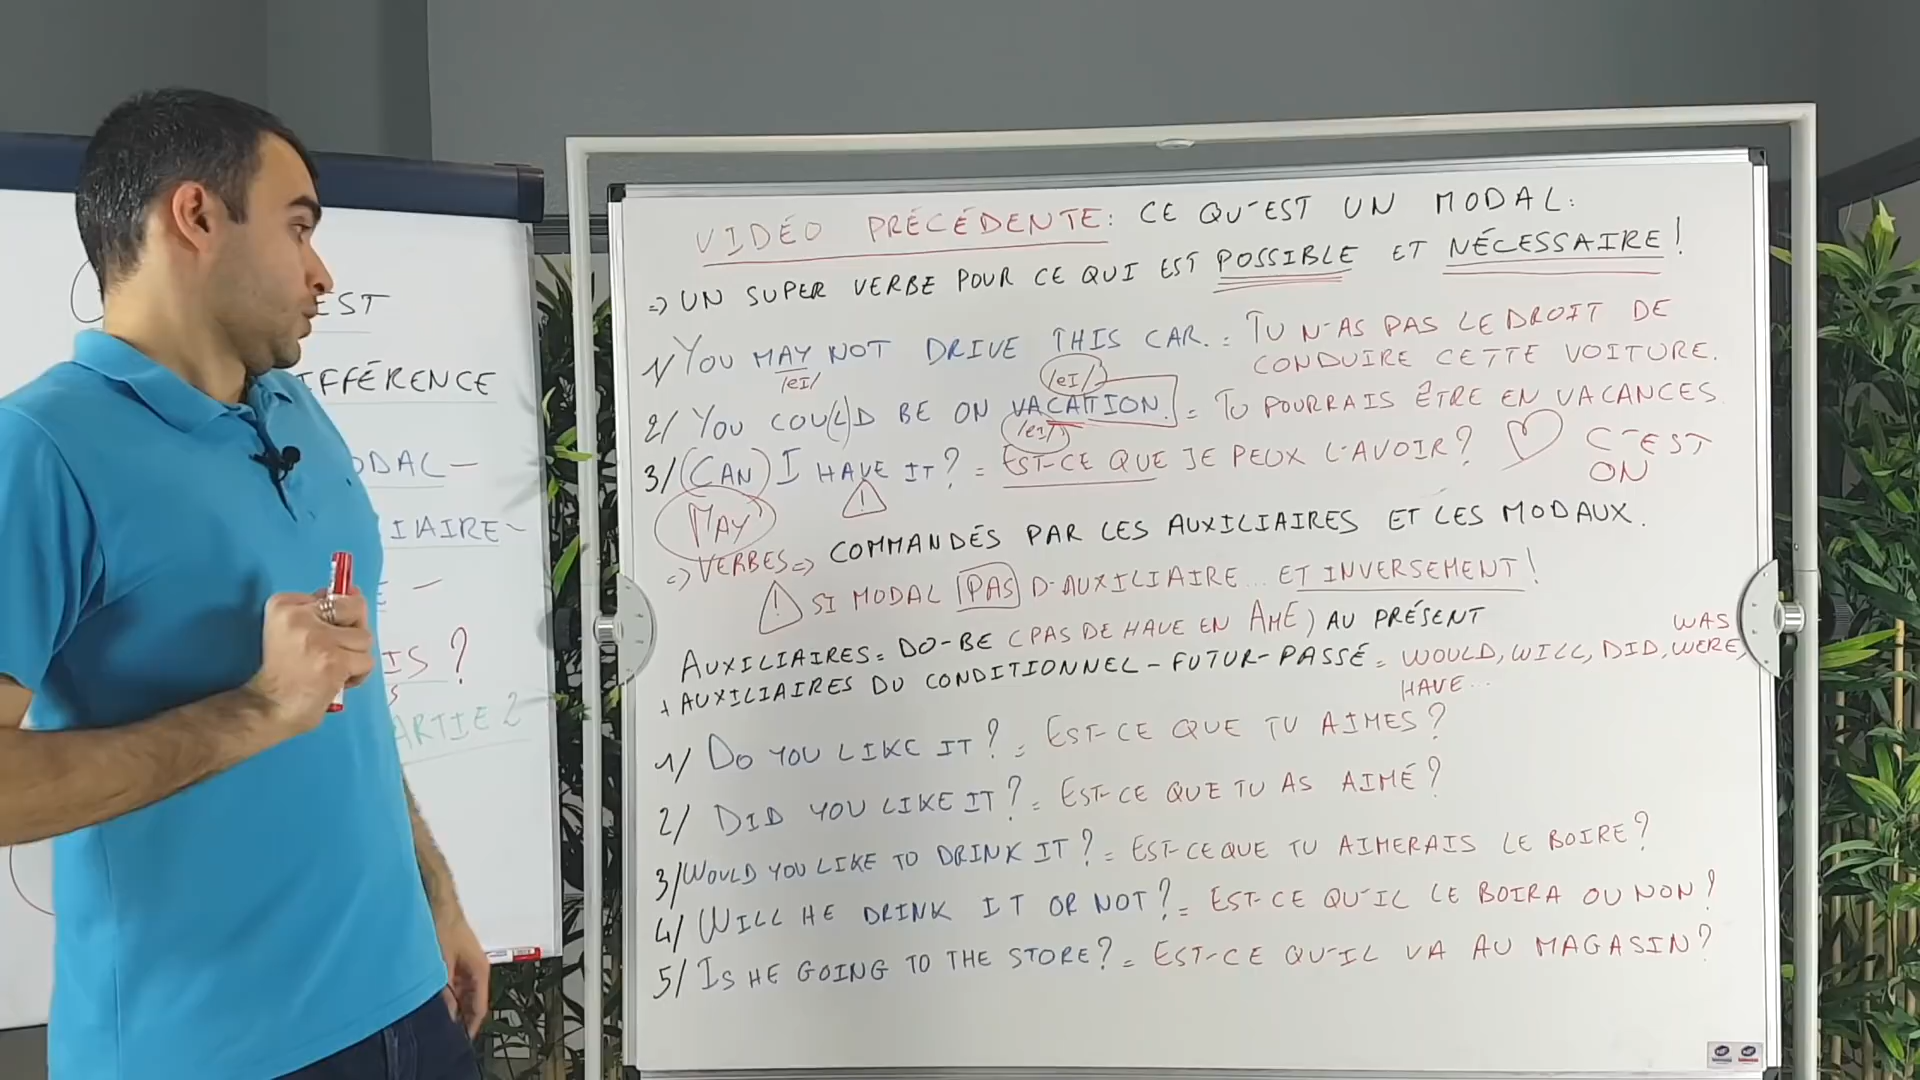 EST
IFFÉRENCE
ODAL-
IAIRE-
E -
IS ?
S
ARTIE 2
VIDÉO PRÉCÉDENTE: CE QU'EST UN MODAL:
=> UN SUPER VERBE POUR CE QUI EST POSSIBLE ET NÉCESSAIRE!
1/ YOU MAY NOT DRIVE THIS CAR. = TU N'AS PAS LE DROIT DE
/eI/
CONDUIRE CETTE VOITURE.
/eI/
2/ YOU COU(L)D BE ON VACATION. = TU POURRAIS ÊTRE EN VACANCES.
/eI/
3/ (CAN) I HAVE IT? = EST-CE QUE JE PEUX L'AVOIR? C'EST
ON
!
MAY
=> VERBES => COMMANDÉS PAR LES AUXILIAIRES ET LES MODAUX.
! SI MODAL PAS D'AUXILIAIRE... ET INVERSEMENT!
AUXILIAIRES = DO-BE (PAS DE HAVE EN AME) AU PRÉSENT
WAS
+ AUXILIAIRES DU CONDITIONNEL - FUTUR - PASSÉ = WOULD, WILL, DID, WERE,
HAVE...
1/ DO YOU LIKE IT? = EST-CE QUE TU AIMES?
2/ DID YOU LIKE IT? = EST-CE QUE TU AS AIMÉ?
3/ WOULD YOU LIKE TO DRINK IT? = EST-CE QUE TU AIMERAIS LE BOIRE?
4/ WILL HE DRINK IT OR NOT? = EST-CE QU'IL LE BOIRA OU NON?
5/ IS HE GOING TO THE STORE? = EST-CE QU'IL VA AU MAGASIN?